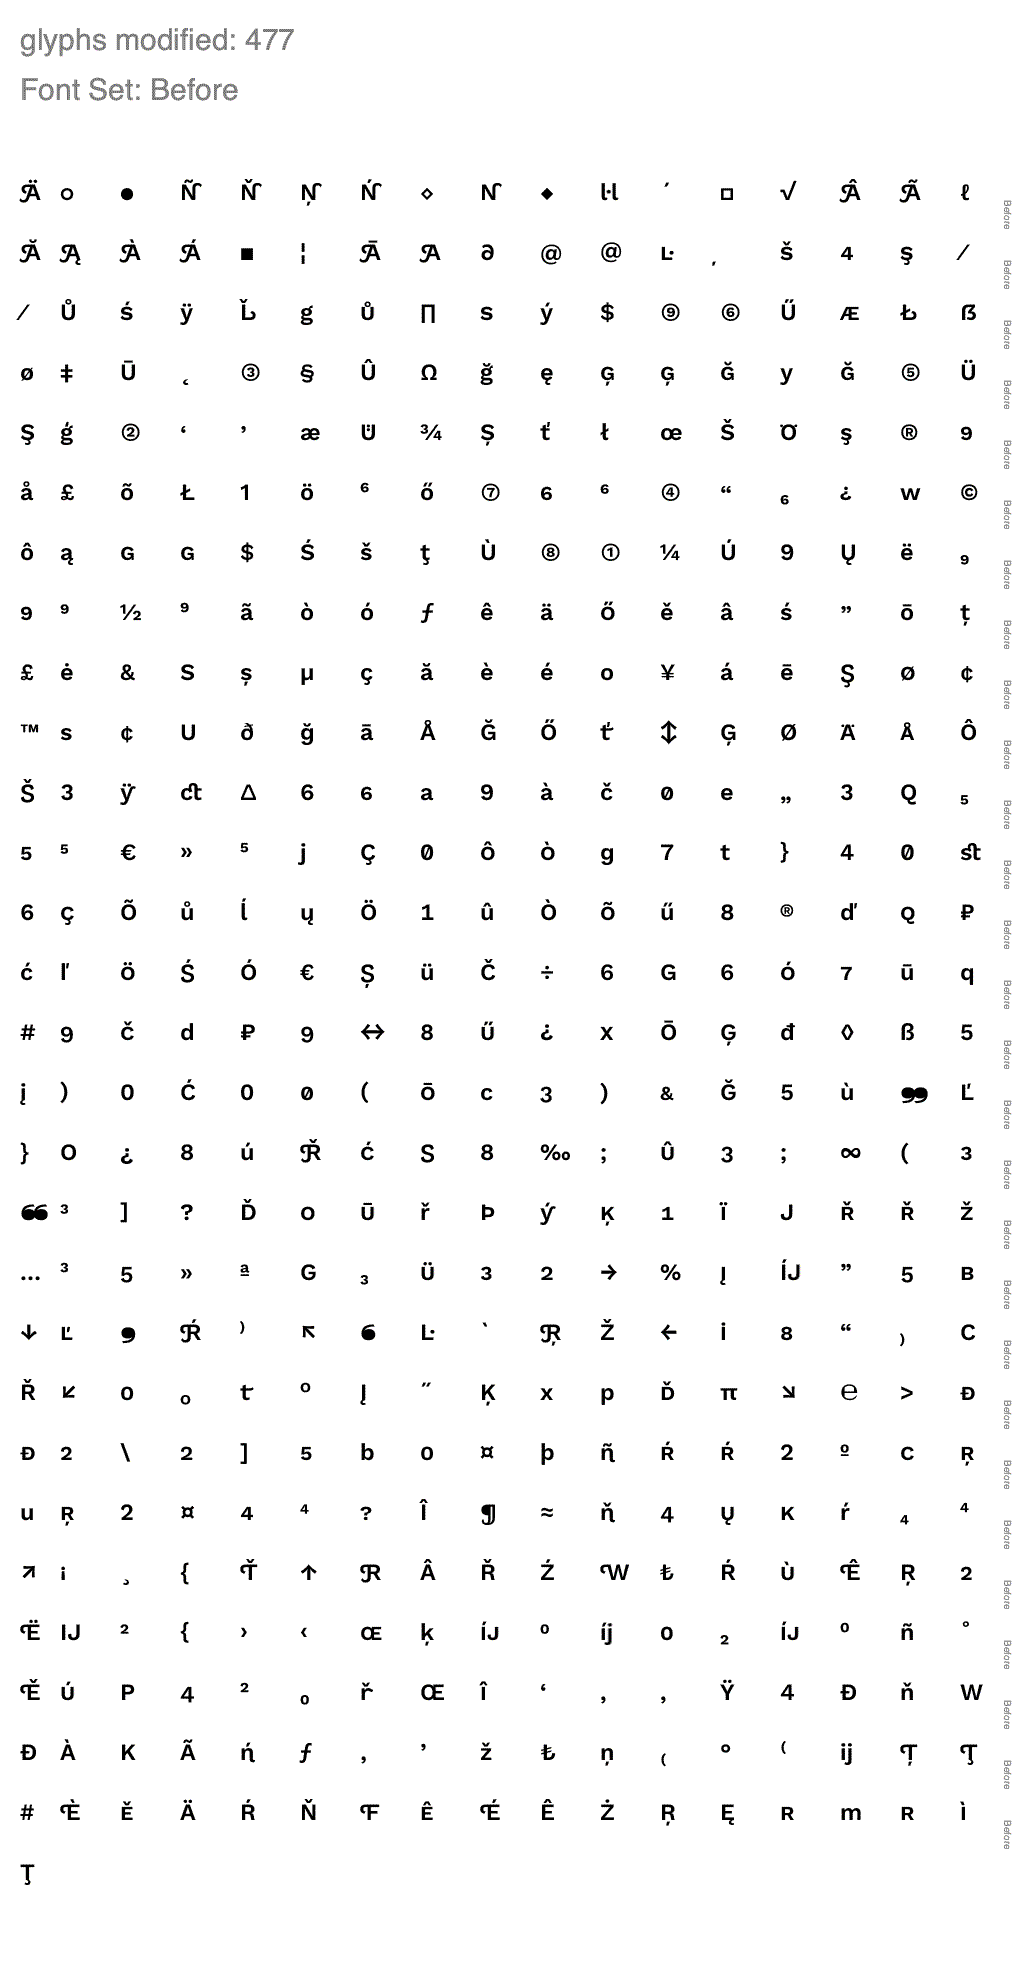 glyphs modified: 477
Font Set: Before
Ä ○ ● Ñ Ň Ņ Ń ◇ N ◆ ŀl ′ □ √ Â Ã ℓ Before
Ă Ą À Á ■ ¦ Ā A ∂ @ @ Ŀ , š 4 ş ⁄ Before
⁄ Ů ś ÿ Ľ g ů ∏ s ý $ ⑨ ⑥ Ű Æ Ł ß Before
ø ‡ Ū ˛ ③ § Û Ω ğ ę Ģ Ģ Ğ y Ğ ⑤ Ü Before
Ş ģ ② ‘ ’ æ Ü ¾ Ș ť ł œ Š Ö ş ® 9 Before
å £ õ Ł 1 ö ⁶ ő ⑦ 6 ⁶ ④ “ ₆ ¿ w © Before
ô ą G G $ Ś š ţ Ù ⑧ ① ¼ Ú 9 Ų ë ₉ Before
9 ⁹ ½ ⁹ ã ò ó ƒ ê ä Ő ě â ś ” ō ț Before
£ ė & S ș µ ç ă è é o ¥ á ē Ş ø ¢ Before
™ s ¢ U ð ğ ā Å Ğ Ő ť ↕ Ģ Ø Ä Å Ô Before
Š 3 ÿ ct ∆ 6 6 a 9 à č 0 e „ 3 Q ₅ Before
5 ⁵ € » ⁵ j Ç 0 ô ò g 7 t } 4 0 st Before
6 ç Õ ů ĺ ų Ö 1 û Ò õ ű 8 ® ď Q ₽ Before
ć ľ ö Ś Ó € Ș ü Č ÷ 6 G 6 ó 7 ū q Before
# 9 č d ₽ 9 ↔ 8 Ű ¿ x Ō Ģ đ ◊ ß 5 Before
į ) 0 Ć 0 ø ( ō c 3 ) & Ğ 5 ù ❞ Ľ Before
} O ¿ 8 ú Ř ć S 8 ‰ ; Û 3 ; ∞ ( 3 Before
❝ ³ ] ? Ď o Ū ř Þ ý Ķ 1 Ï J Ř Ř Ž Before
… ³ 5 » ª G ₃ Ü 3 2 → % Į ÍJ ” 5 B Before
↓ Ľ ❜ Ŕ ⁾ ↖ ❛ Ŀ ` Ŗ Ž ← i 8 “ ₎ C Before
Ř ↙ 0 ₒ t º Į ˝ Ķ x p Ď π ↘ ℮ > Đ Before
Đ 2 \ 2 ] 5 b 0 ¤ þ ñ Ŕ Ŕ 2 º C Ŗ Before
u Ŗ 2 ¤ 4 ⁴ ? Î ¶ ≈ ň 4 Ų K ŕ ₄ ⁴ Before
↗ ¡ ¸ { Ť ↑ R Â Ř Ź W ₺ Ŕ Ù Ê Ŗ 2 Before
Ë IJ ² { › ‹ Œ ķ ÍJ ⁰ íj 0 ₂ ÍJ ⁰ ñ ° Before
Ě Ú P 4 ² ₀ ř Œ Î ‘ , , Ÿ 4 Đ ň W Before
Đ À K Ã ń ƒ , ’ ž ₺ ņ ₍ ° ⁽ ij Ț Ţ Before
# È Ě Ä Ŕ Ň F Ê É Ê Ż Ŗ Ę R m R Ì Before
Ţ